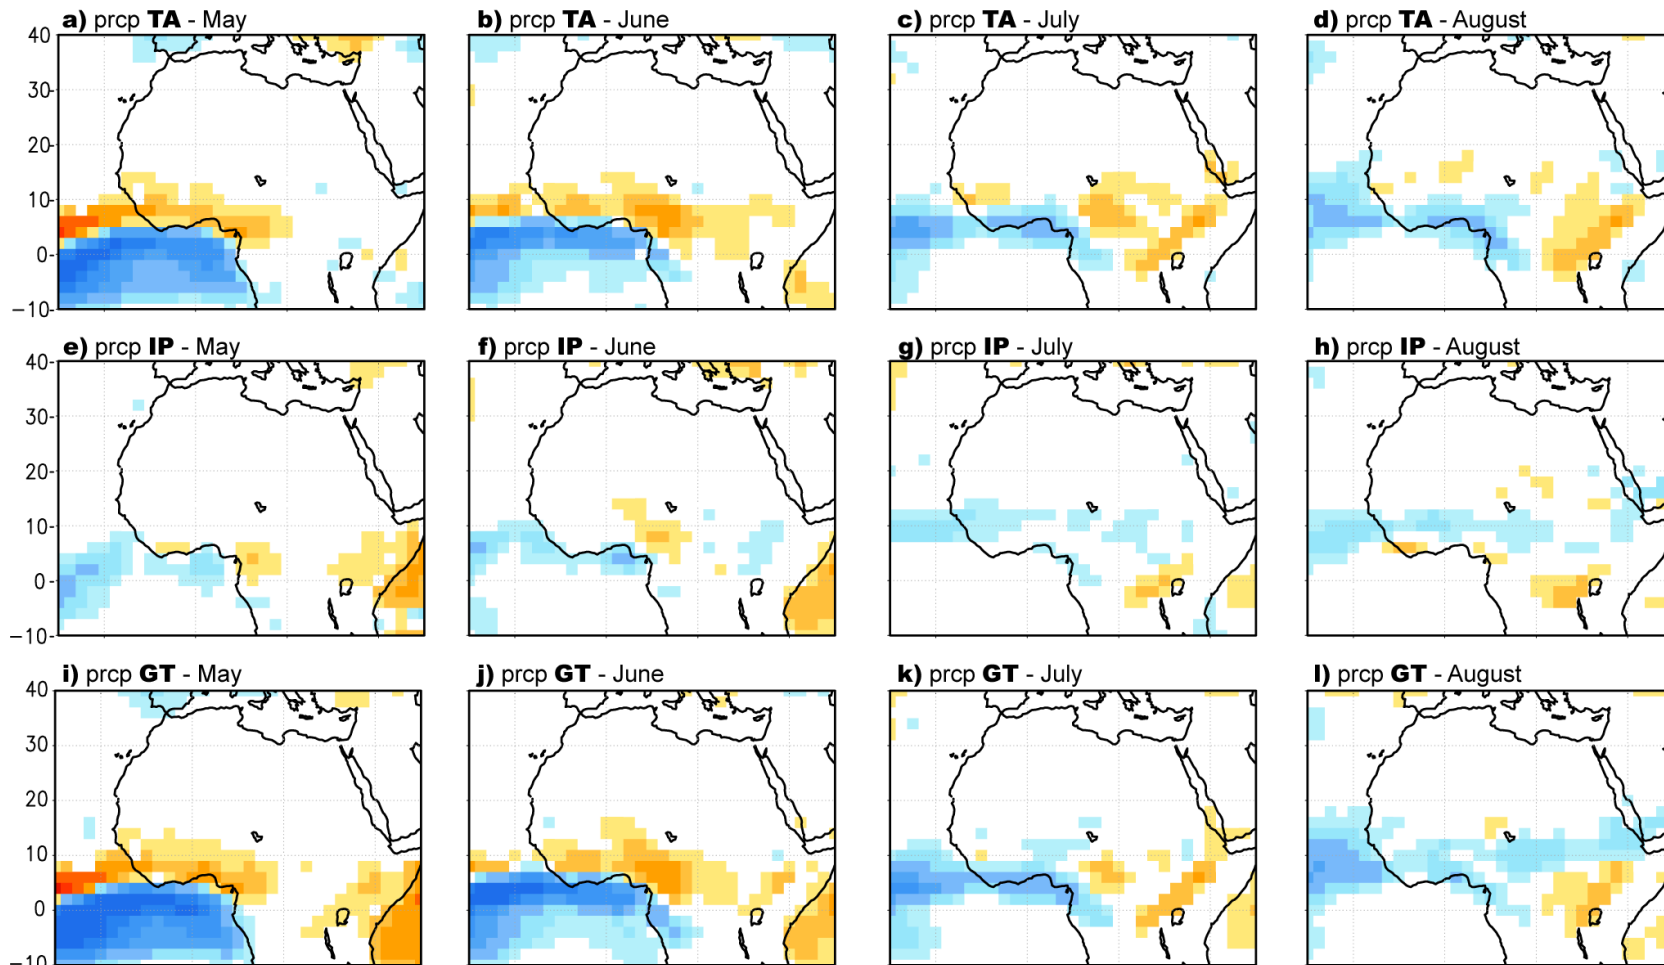 a) prcp TA - May
b) prcp TA - June
c) prcp TA - July
d) prcp TA - August
40
30
20
10
0
−10
e) prcp IP - May
f) prcp IP - June
g) prcp IP - July
h) prcp IP - August
40
30
20
10
0
−10
i) prcp GT - May
j) prcp GT - June
k) prcp GT - July
l) prcp GT - August
40
30
20
10
0
−10